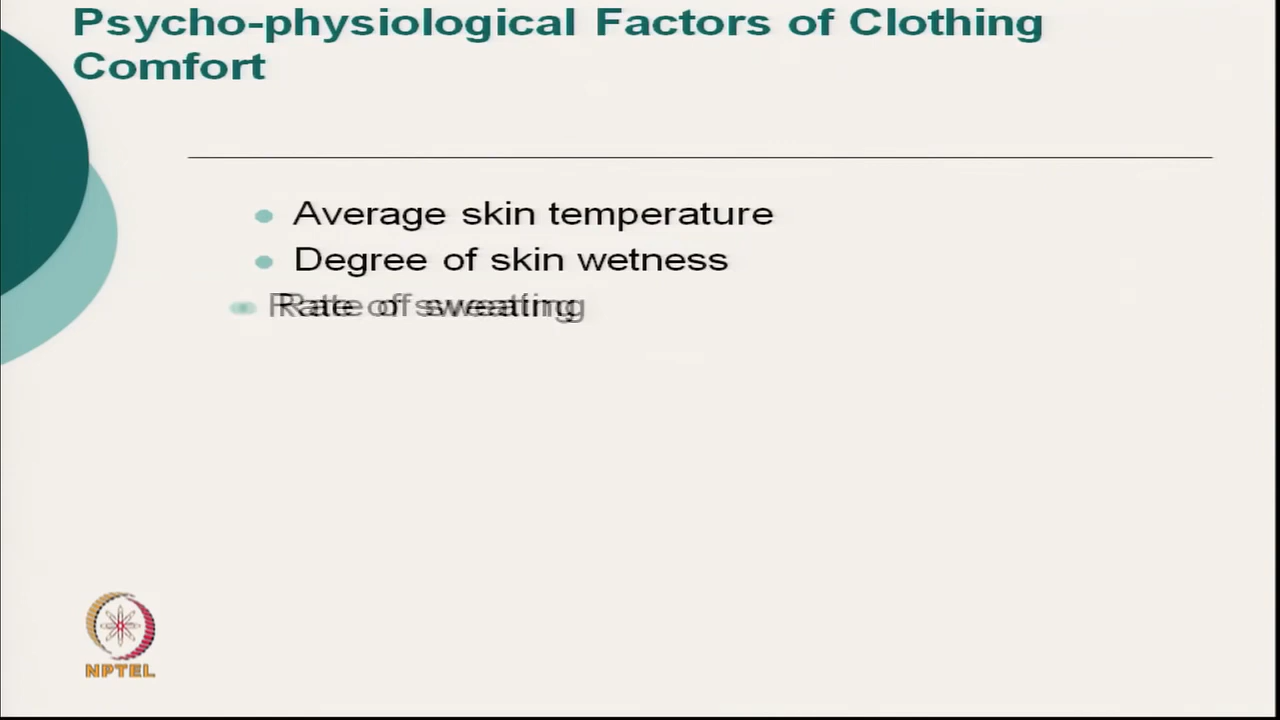 Psycho-physiological Factors of Clothing
Comfort
Average skin temperature
Degree of skin wetness
Rate of sweating
NPTEL